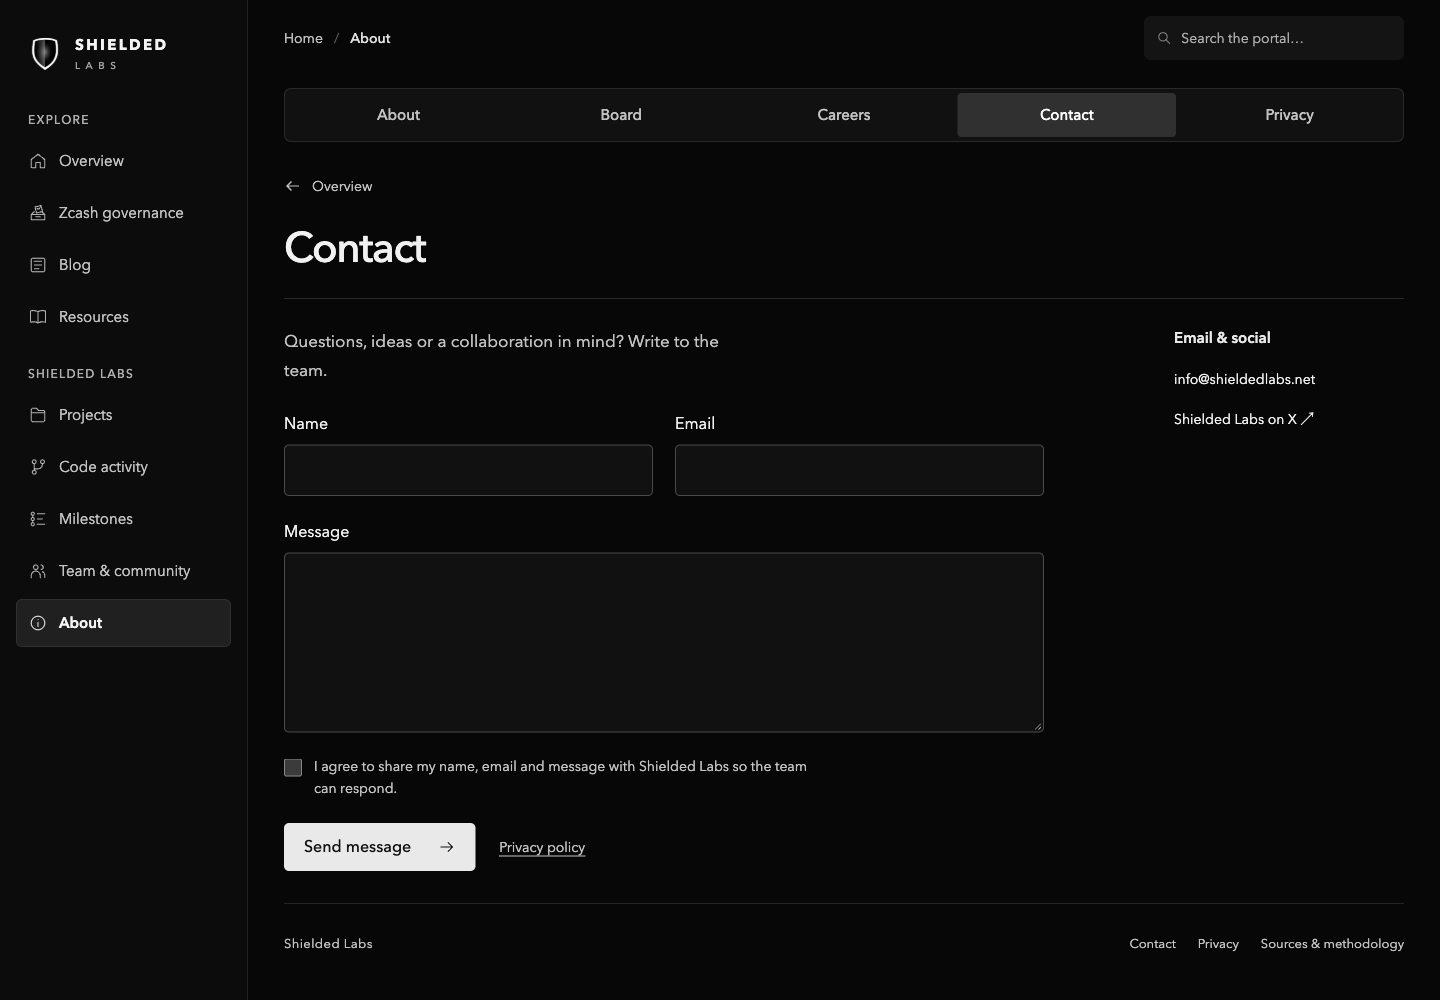 SHIELDED
LABS
EXPLORE
Overview
Zcash governance
Blog
Resources
SHIELDED LABS
Projects
Code activity
Milestones
Team & community
About
Home / About
Search the portal...
About
Board
Careers
Contact
Privacy
Overview
Contact
Questions, ideas or a collaboration in mind? Write to the
team.
Name
Email
Message
I agree to share my name, email and message with Shielded Labs so the team
can respond.
Send message
Privacy policy
Email & social
info@shieldedlabs.net
Shielded Labs on X
Shielded Labs
Contact
Privacy
Sources & methodology